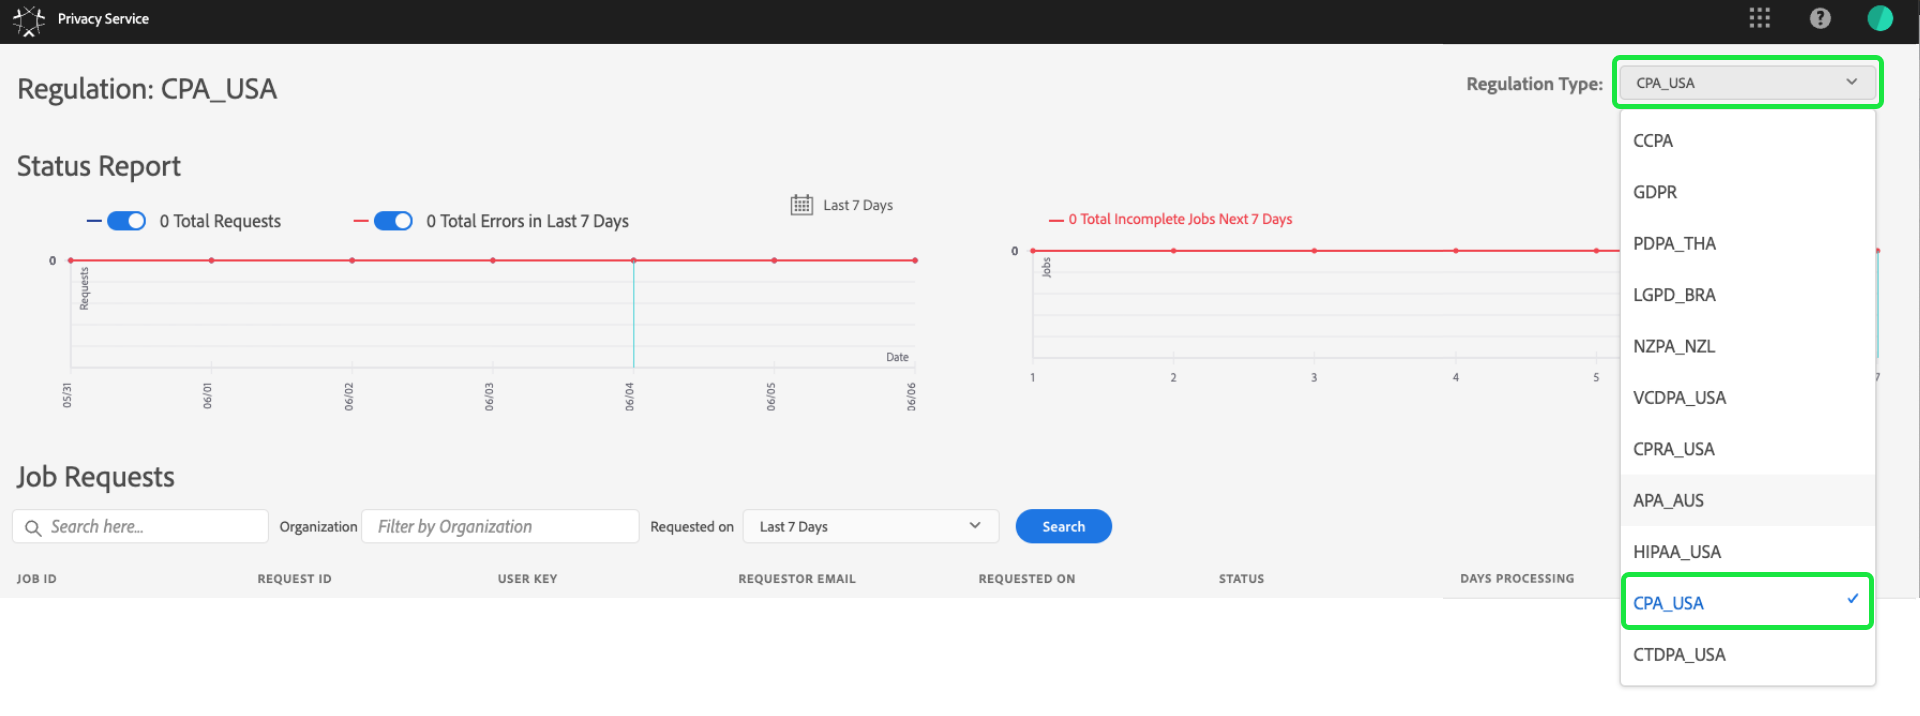 Privacy Service
Regulation: CPA_USA
Regulation Type:
CPA_USA
CCPA
GDPR
PDPA_THA
LGPD_BRA
NZPA_NZL
VCDPA_USA
CPRA_USA
APA_AUS
HIPAA_USA
CPA_USA
CTDPA_USA
Status Report
0 Total Requests
0 Total Errors in Last 7 Days
Last 7 Days
0
Requests
Date
05/31 06/01 06/02 06/03 06/04 06/05 06/06
0 Total Incomplete Jobs Next 7 Days
0
Jobs
1 2 3 4 5 7
Job Requests
Search here...
Organization
Filter by Organization
Requested on
Last 7 Days
Search
JOB ID REQUEST ID USER KEY REQUESTOR EMAIL REQUESTED ON STATUS DAYS PROCESSING